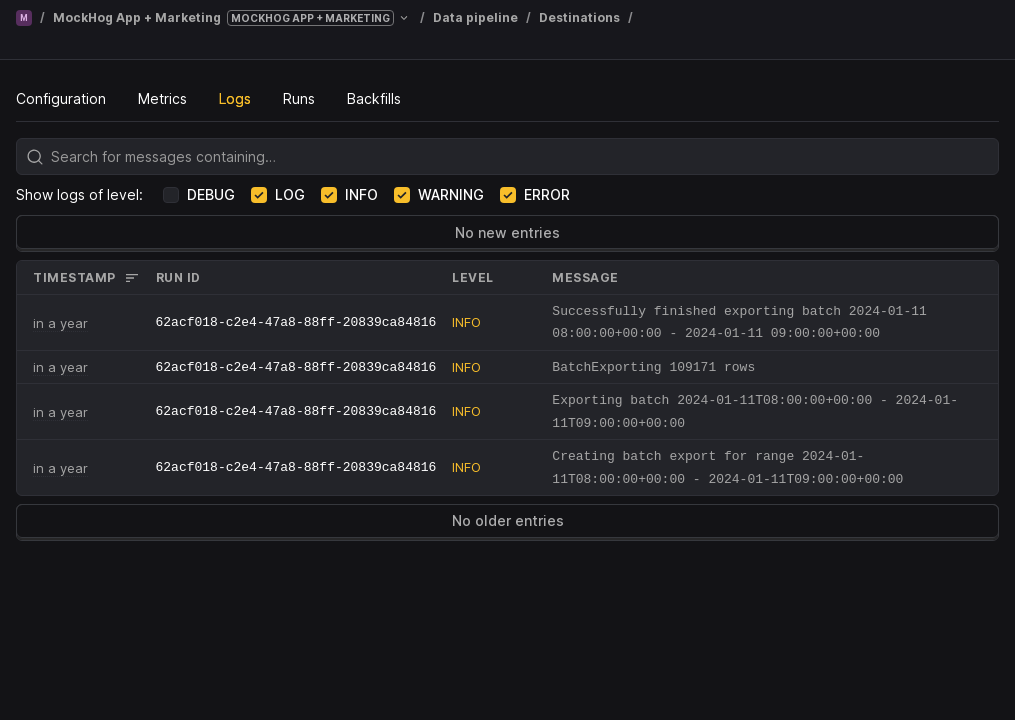 M / MockHog App + Marketing MOCKHOG APP + MARKETING / Data pipeline / Destinations /
Configuration Metrics Logs Runs Backfills
Search for messages containing…
Show logs of level: DEBUG LOG INFO WARNING ERROR
No new entries
TIMESTAMP RUN ID LEVEL MESSAGE
in a year 62acf018-c2e4-47a8-88ff-20839ca84816 INFO Successfully finished exporting batch 2024-01-11
08:00:00+00:00 - 2024-01-11 09:00:00+00:00
in a year 62acf018-c2e4-47a8-88ff-20839ca84816 INFO BatchExporting 109171 rows
in a year 62acf018-c2e4-47a8-88ff-20839ca84816 INFO Exporting batch 2024-01-11T08:00:00+00:00 - 2024-01-
11T09:00:00+00:00
in a year 62acf018-c2e4-47a8-88ff-20839ca84816 INFO Creating batch export for range 2024-01-
11T08:00:00+00:00 - 2024-01-11T09:00:00+00:00
No older entries